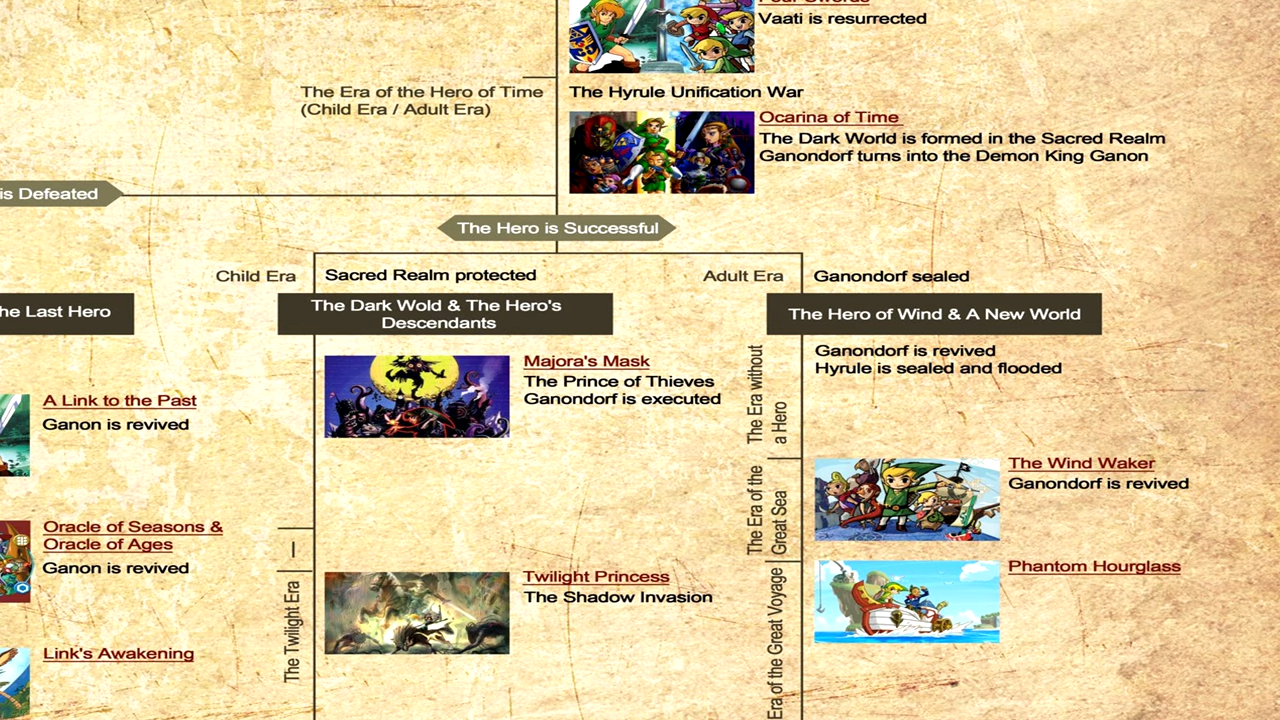 Four Swords
Vaati is resurrected
The Era of the Hero of Time
(Child Era / Adult Era)
The Hyrule Unification War
Ocarina of Time
The Dark World is formed in the Sacred Realm
Ganondorf turns into the Demon King Ganon
is Defeated
The Hero is Successful
Child Era
Sacred Realm protected
Adult Era
Ganondorf sealed
he Last Hero
The Dark Wold & The Hero's
Descendants
The Hero of Wind & A New World
A Link to the Past
Ganon is revived
Oracle of Seasons &
Oracle of Ages
Ganon is revived
Link's Awakening
The Twilight Era
Majora's Mask
The Prince of Thieves
Ganondorf is executed
Twilight Princess
The Shadow Invasion
The Era without
a Hero
The Era of the
Great Sea
Era of the Great Voyage
Ganondorf is revived
Hyrule is sealed and flooded
The Wind Waker
Ganondorf is revived
Phantom Hourglass